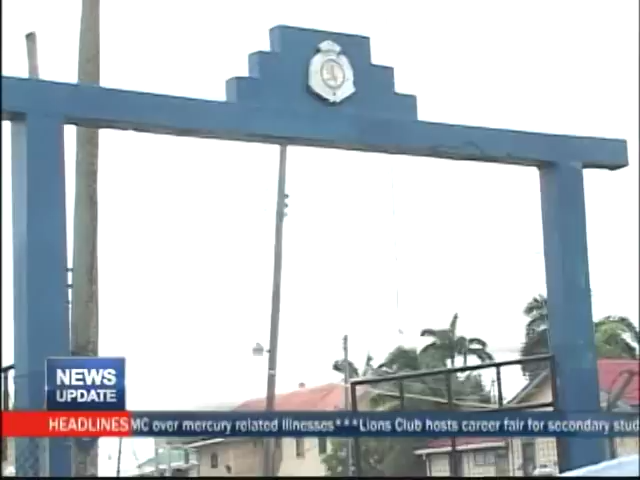 NEWS
UPDATE
HEADLINES MC over mercury related illnesses***Lions Club hosts career fair for secondary stud